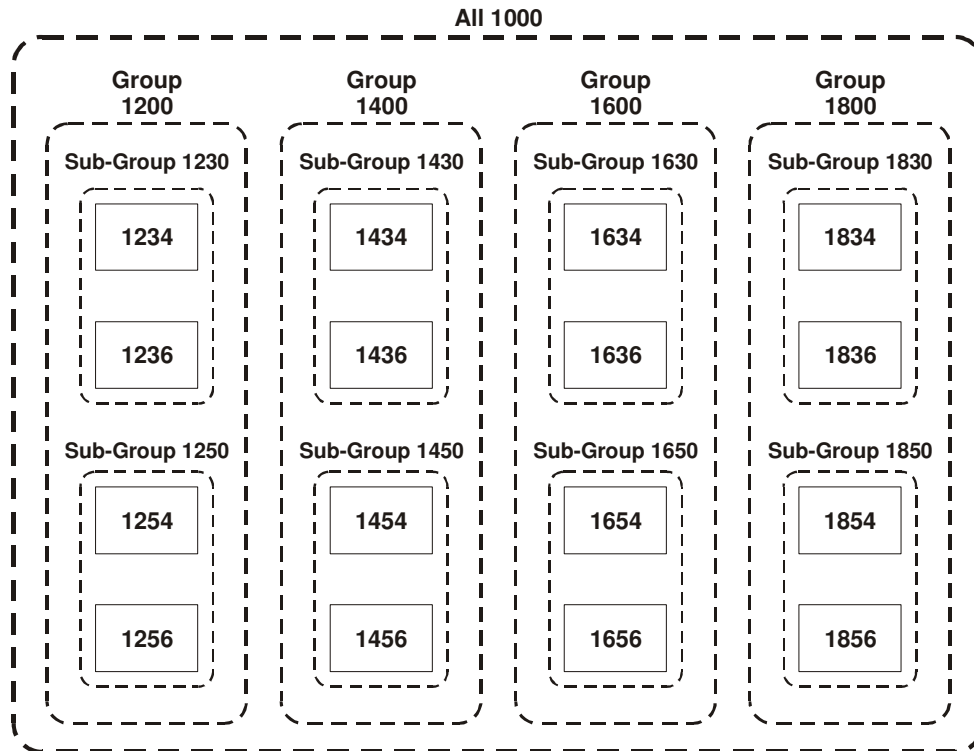 All 1000
Group
1200
Group
1400
Group
1600
Group
1800
Sub-Group 1230
Sub-Group 1430
Sub-Group 1630
Sub-Group 1830
1234
1434
1634
1834
1236
1436
1636
1836
Sub-Group 1250
Sub-Group 1450
Sub-Group 1650
Sub-Group 1850
1254
1454
1654
1854
1256
1456
1656
1856